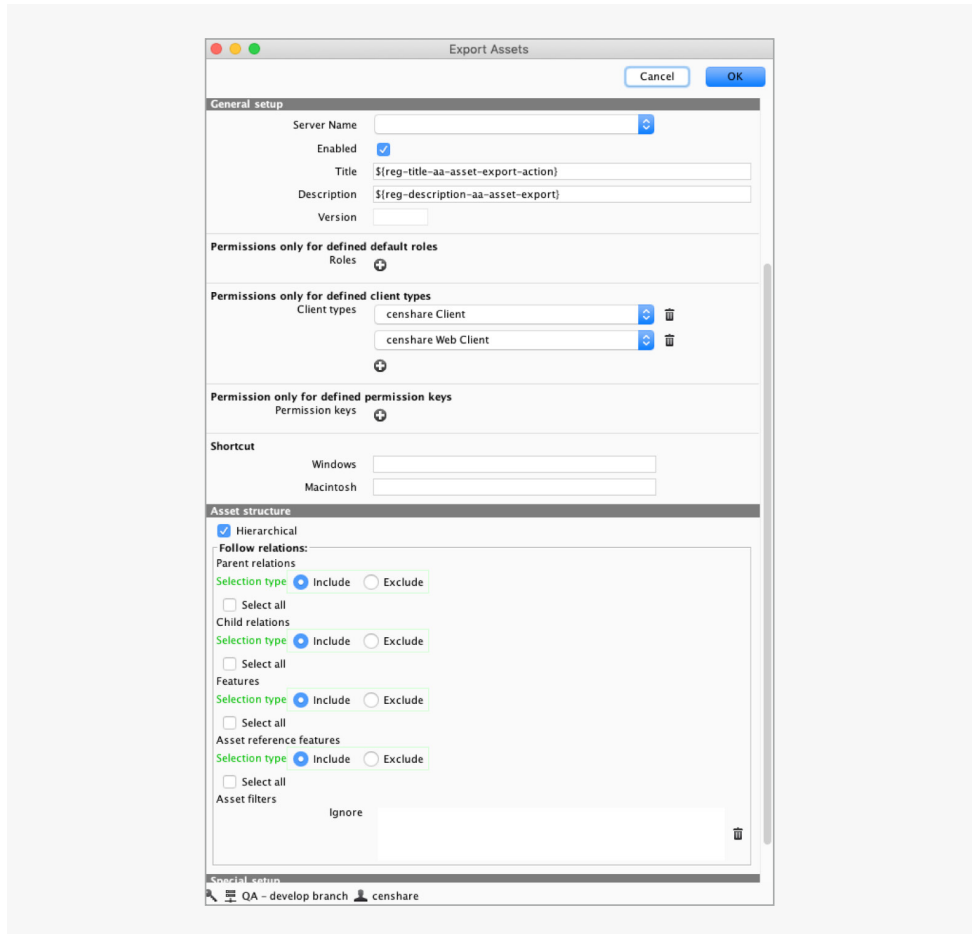 Export Assets
Cancel OK
General setup
Server Name
Enabled
Title ${reg-title-aa-asset-export-action}
Description ${reg-description-aa-asset-export}
Version
Permissions only for defined default roles
Roles
Permissions only for defined client types
Client types censhare Client
censhare Web Client
Permission only for defined permission keys
Permission keys
Shortcut
Windows
Macintosh
Asset structure
Hierarchical
Follow relations:
Parent relations
Selection type Include Exclude
Select all
Child relations
Selection type Include Exclude
Select all
Features
Selection type Include Exclude
Select all
Asset reference features
Selection type Include Exclude
Select all
Asset filters
Ignore
Special setup
QA – develop branch censhare